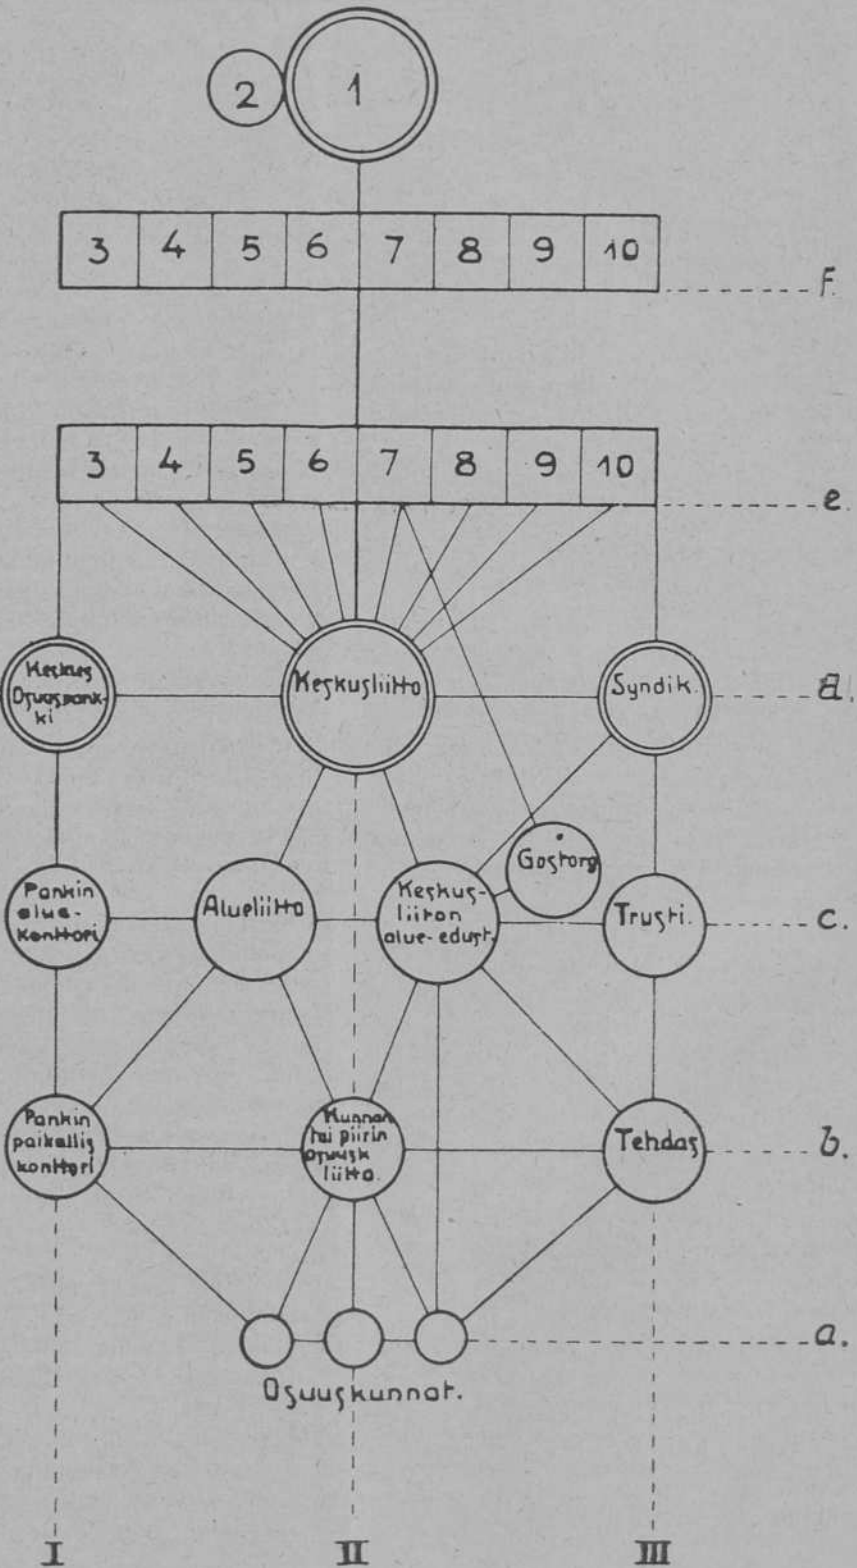 2 1
3 4 5 6 7 8 9 10
f.
3 4 5 6 7 8 9 10
e.
Keskus
Osuuspank-
ki
Keskusliitto
Syndik.
d.
Gostorg
Pankin
alue-
konttori
Alueliitto
Keskus-
liiton
alue-edust.
Trusti.
c.
Pankin
paikallis
konttori
Kunnan
tai piirin
osuusk
liitto.
Tehdas
b.
a.
Osuuskunnat.
I II III